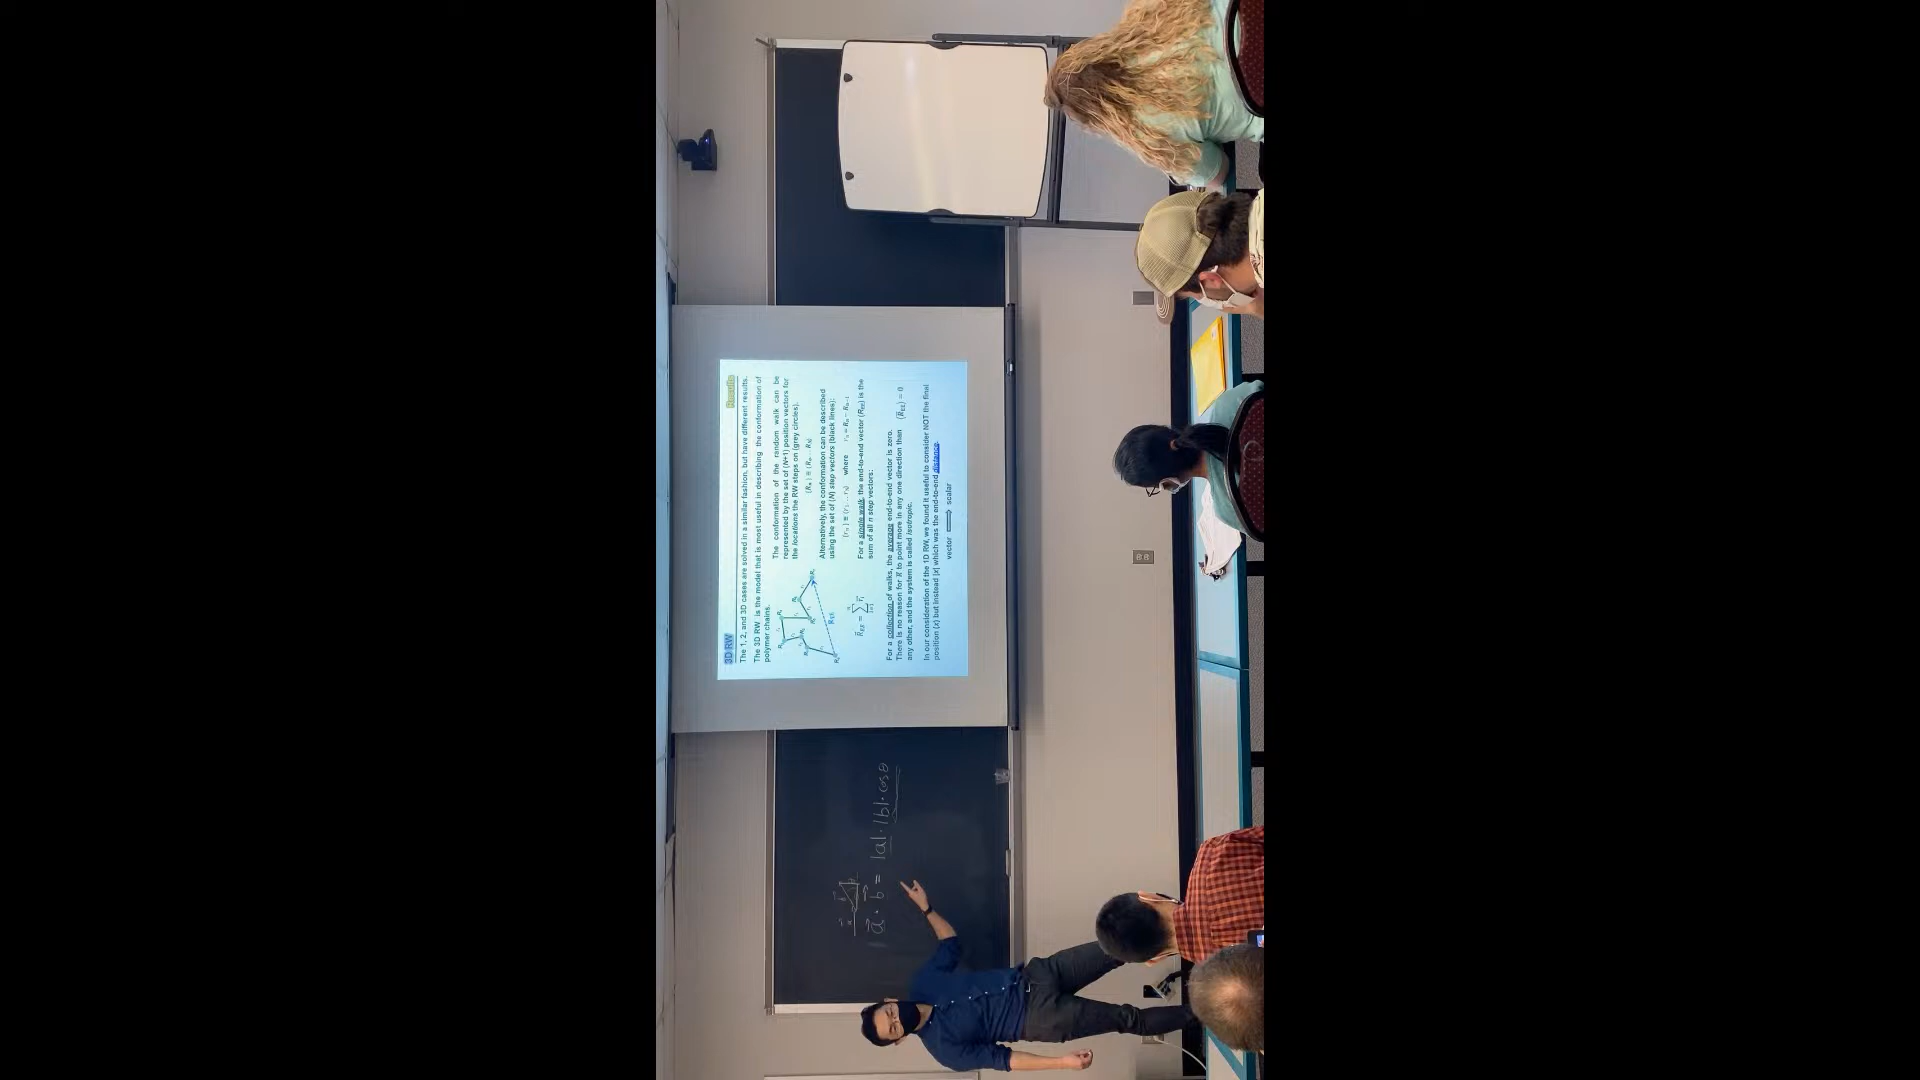 3D RW
Results
The 1, 2, and 3D cases are solved in a similar fashion, but have different results.
The 3D RW is the model that is most useful in describing the conformation of
polymer chains.
The conformation of the random walk can be
represented by the set of (N+1) position vectors for
the locations the RW steps on (grey circles).
Alternatively, the conformation can be described
using the set of (N) step vectors (black lines):
where
For a single walk, the end-to-end vector (R_EE) is the
sum of all n step vectors:
For a collection of walks, the average end-to-end vector is zero.
There is no reason for R to point more in any one direction than
any other, and the system is called isotropic.
In our consideration of the 1D RW, we found it useful to consider NOT the final
position (x) but instead |x| which was the end-to-end distance.
vector ⟹ scalar
a⃗ · b⃗ = |a| · |b| · cosθ